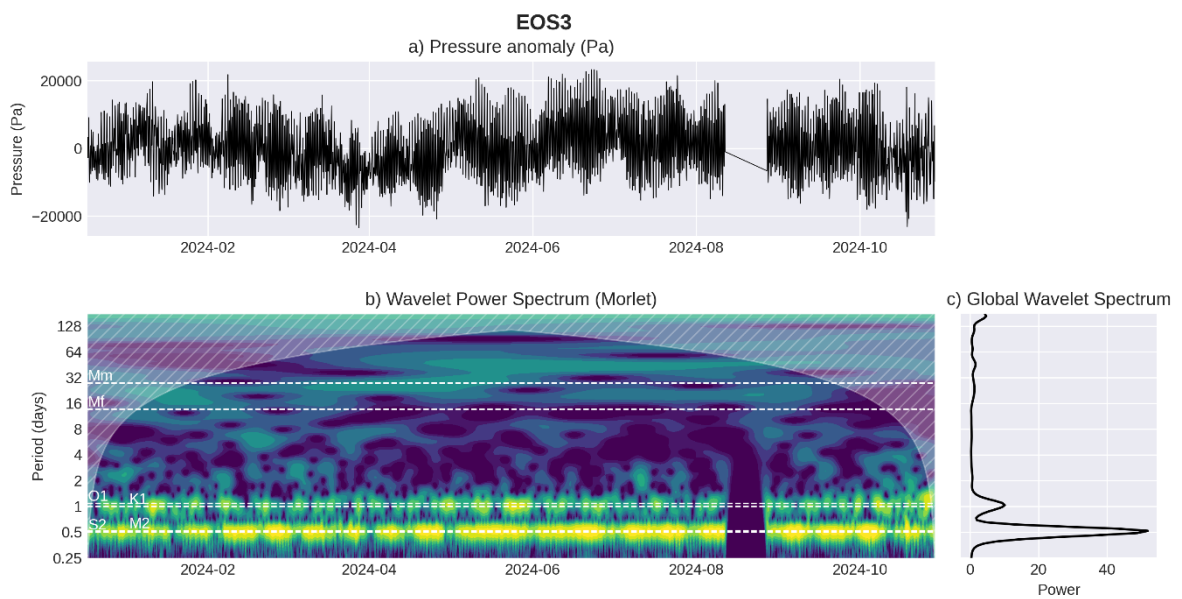 EOS3
a) Pressure anomaly (Pa)
Pressure (Pa)
20000
0
−20000
2024-02 2024-04 2024-06 2024-08 2024-10
b) Wavelet Power Spectrum (Morlet)
c) Global Wavelet Spectrum
Period (days)
128
64
32
16
8
4
2
1
0.5
0.25
Mm
Mf
O1 K1
S2 M2
2024-02 2024-04 2024-06 2024-08 2024-10
0 20 40
Power